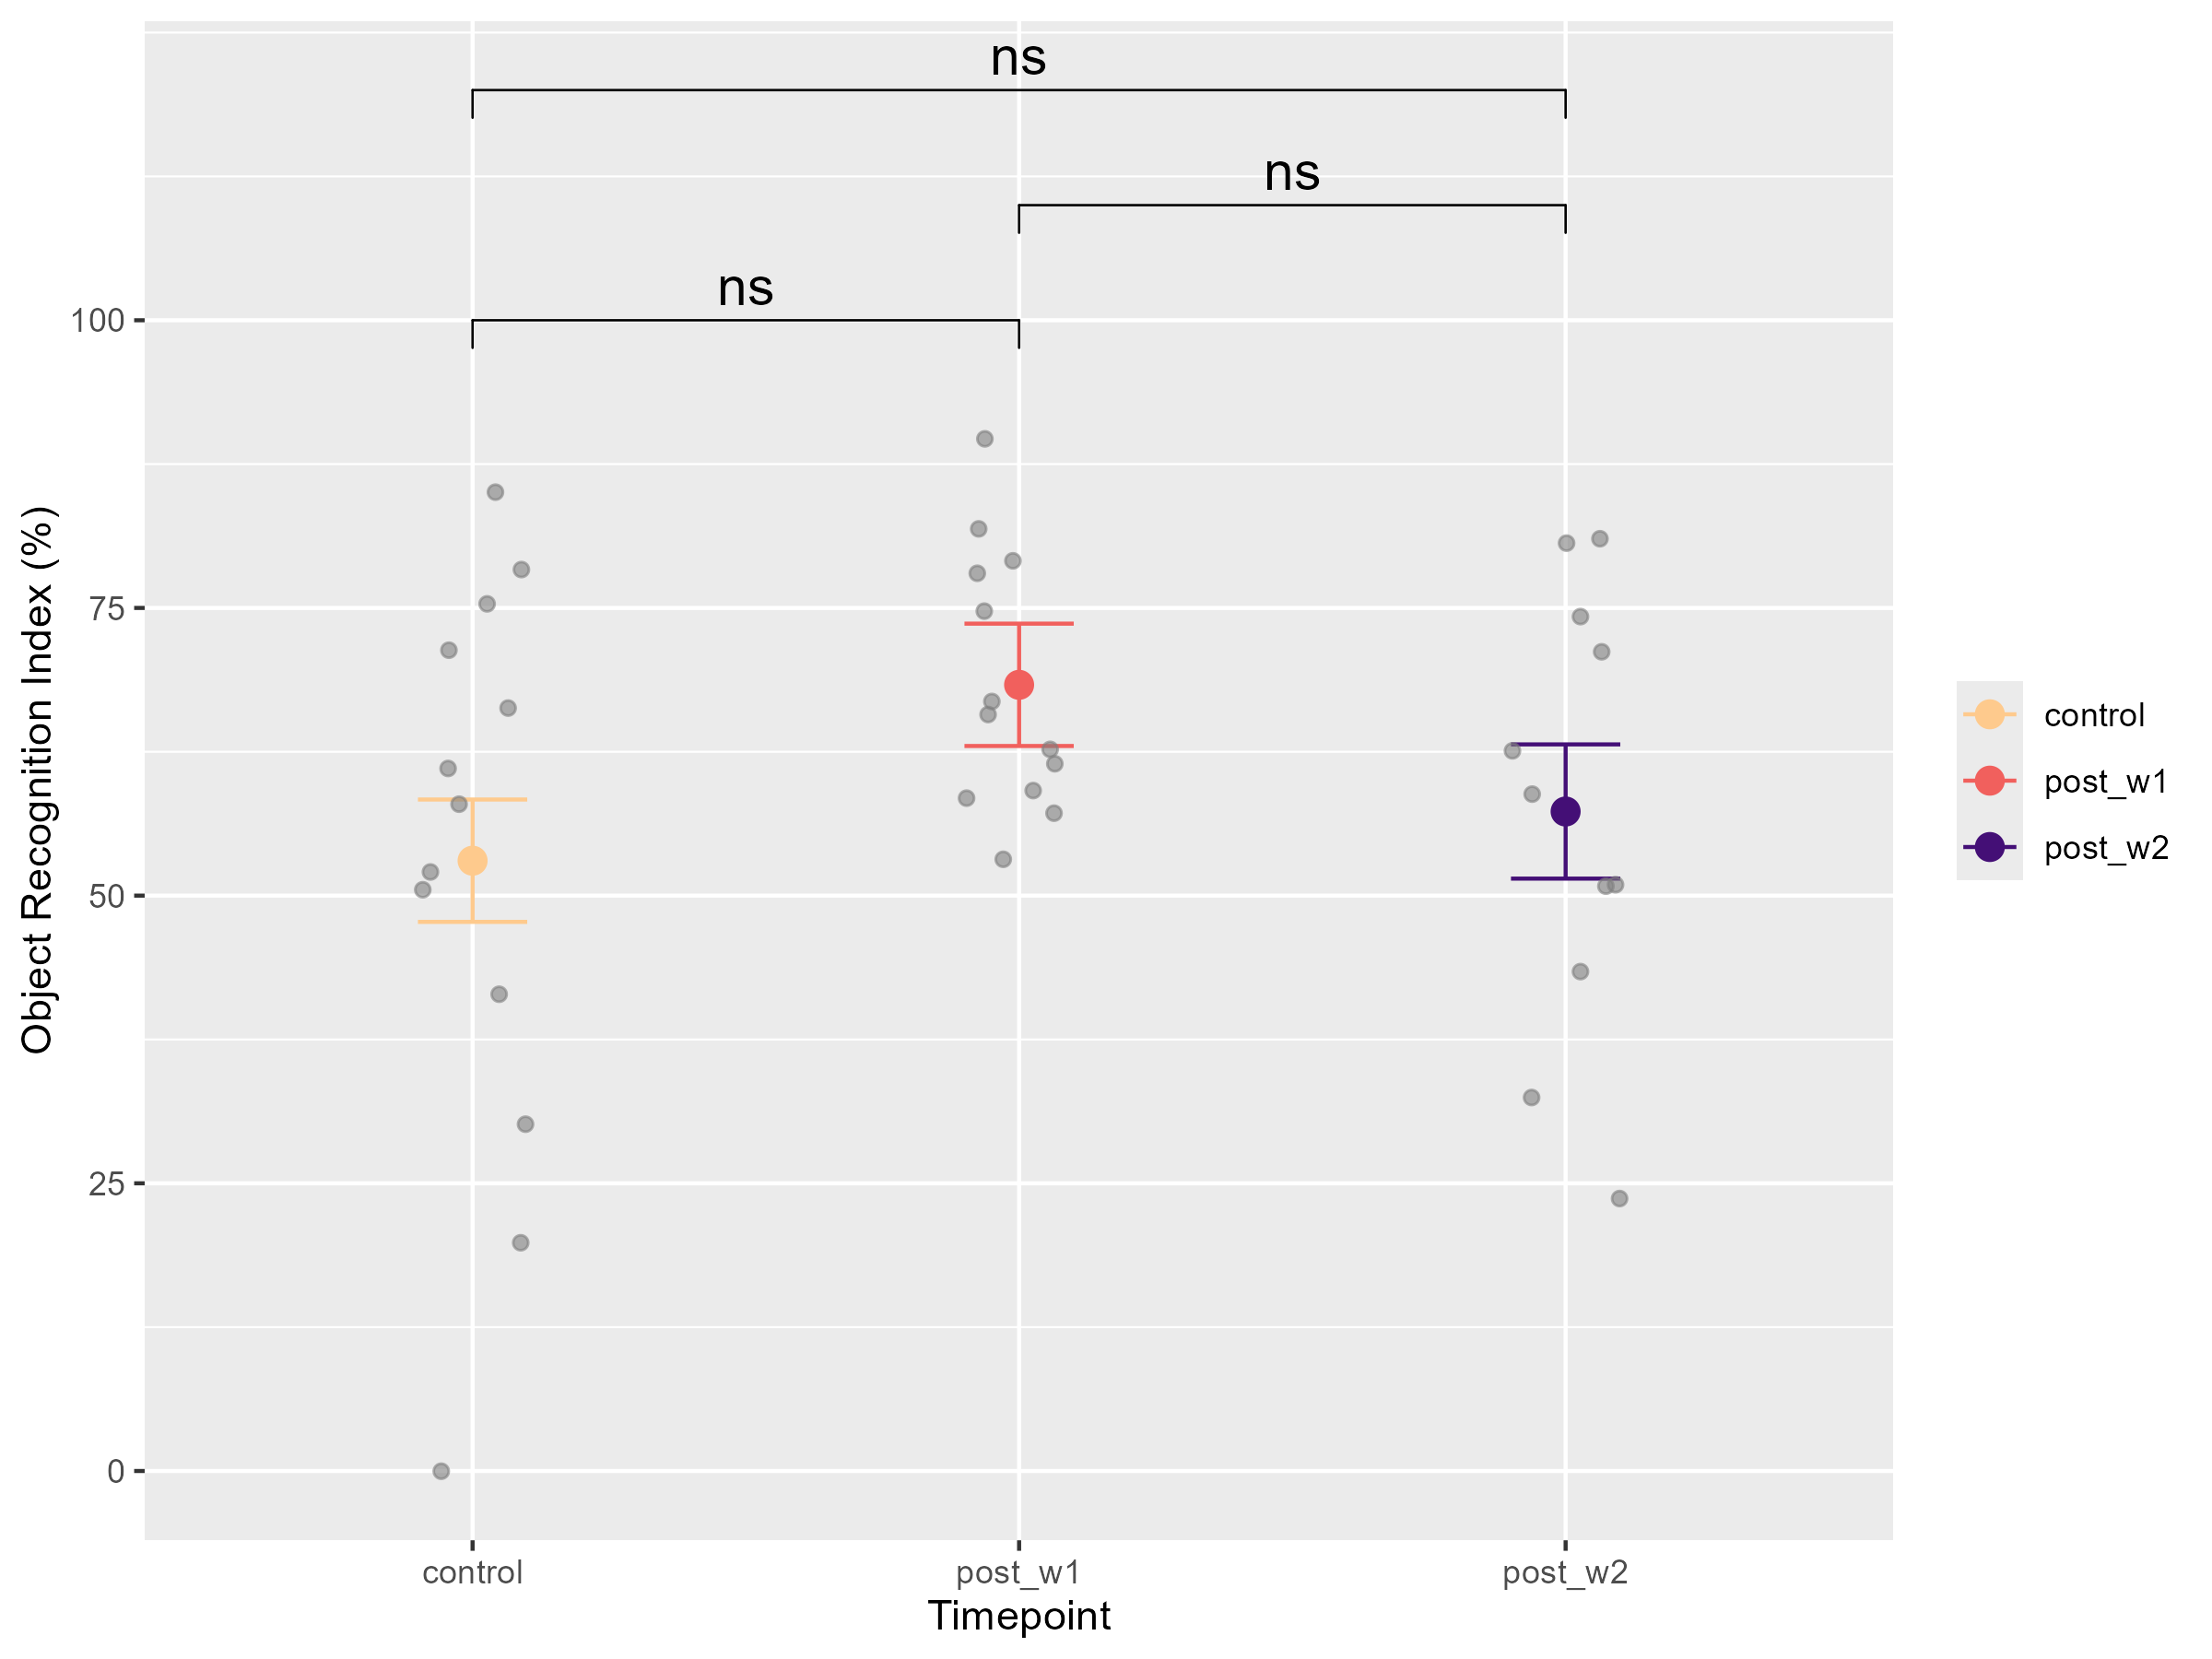 ns
ns
ns
100
75
50
25
0
Object Recognition Index (%)
control
post_w1
post_w2
Timepoint
control
post_w1
post_w2